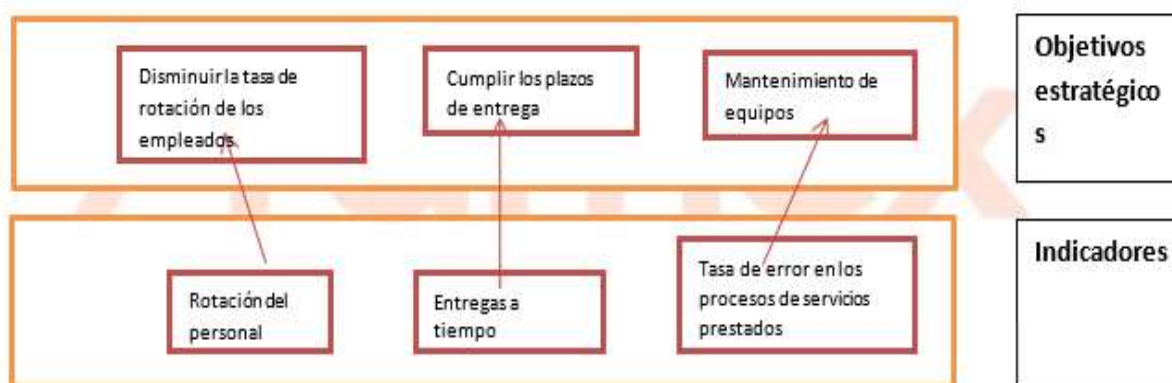 Disminuir la tasa de
rotación de los
empleados
Cumplir los plazos
de entrega
Mantenimiento de
equipos
Objetivos
estratégico
s
Rotación del
personal
Entregas a
tiempo
Tasa de error en los
procesos de servicios
prestados
Indicadores